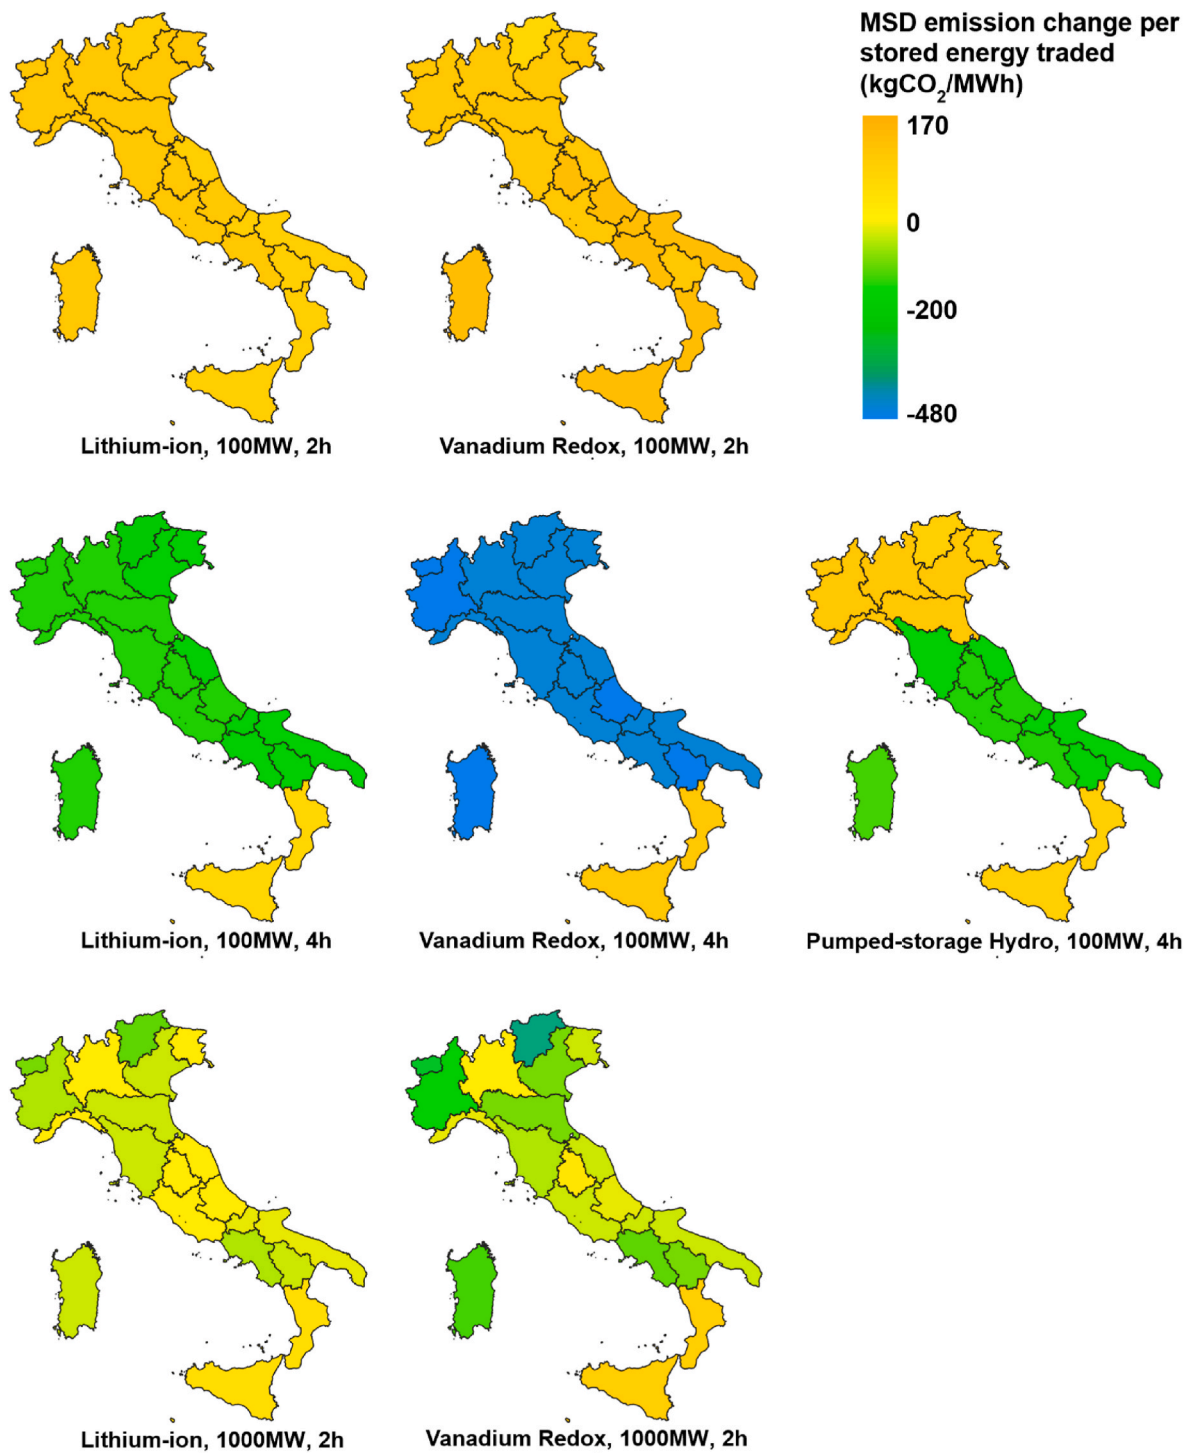 MSD emission change per
stored energy traded
(kgCO₂/MWh)
170
0
-200
-480
Lithium-ion, 100MW, 2h
Vanadium Redox, 100MW, 2h
Lithium-ion, 100MW, 4h
Vanadium Redox, 100MW, 4h
Pumped-storage Hydro, 100MW, 4h
Lithium-ion, 1000MW, 2h
Vanadium Redox, 1000MW, 2h